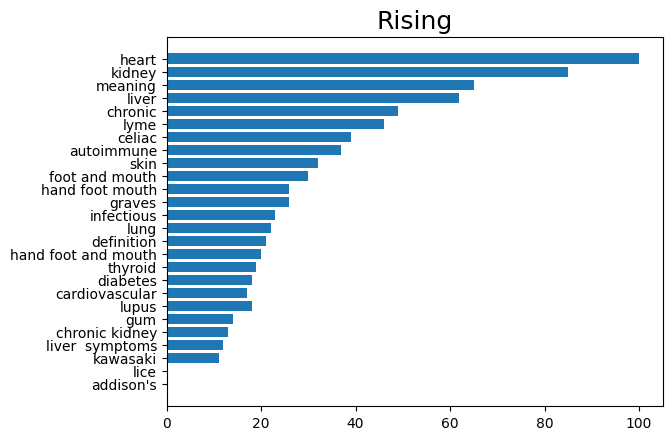 Rising
heart
kidney
meaning
liver
chronic
lyme
celiac
autoimmune
skin
foot and mouth
hand foot mouth
graves
infectious
lung
definition
hand foot and mouth
thyroid
diabetes
cardiovascular
lupus
gum
chronic kidney
liver  symptoms
kawasaki
lice
addison's
0 20 40 60 80 100